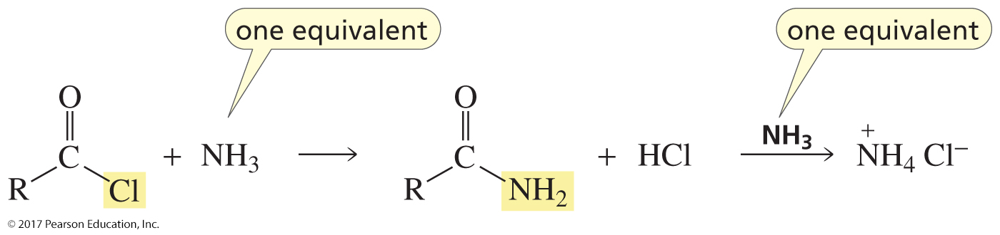 one equivalent
one equivalent
O
O
C
+ NH₃
C
+ HCl
NH₃
+
NH₄ Cl⁻
R
Cl
R
NH₂
© 2017 Pearson Education, Inc.